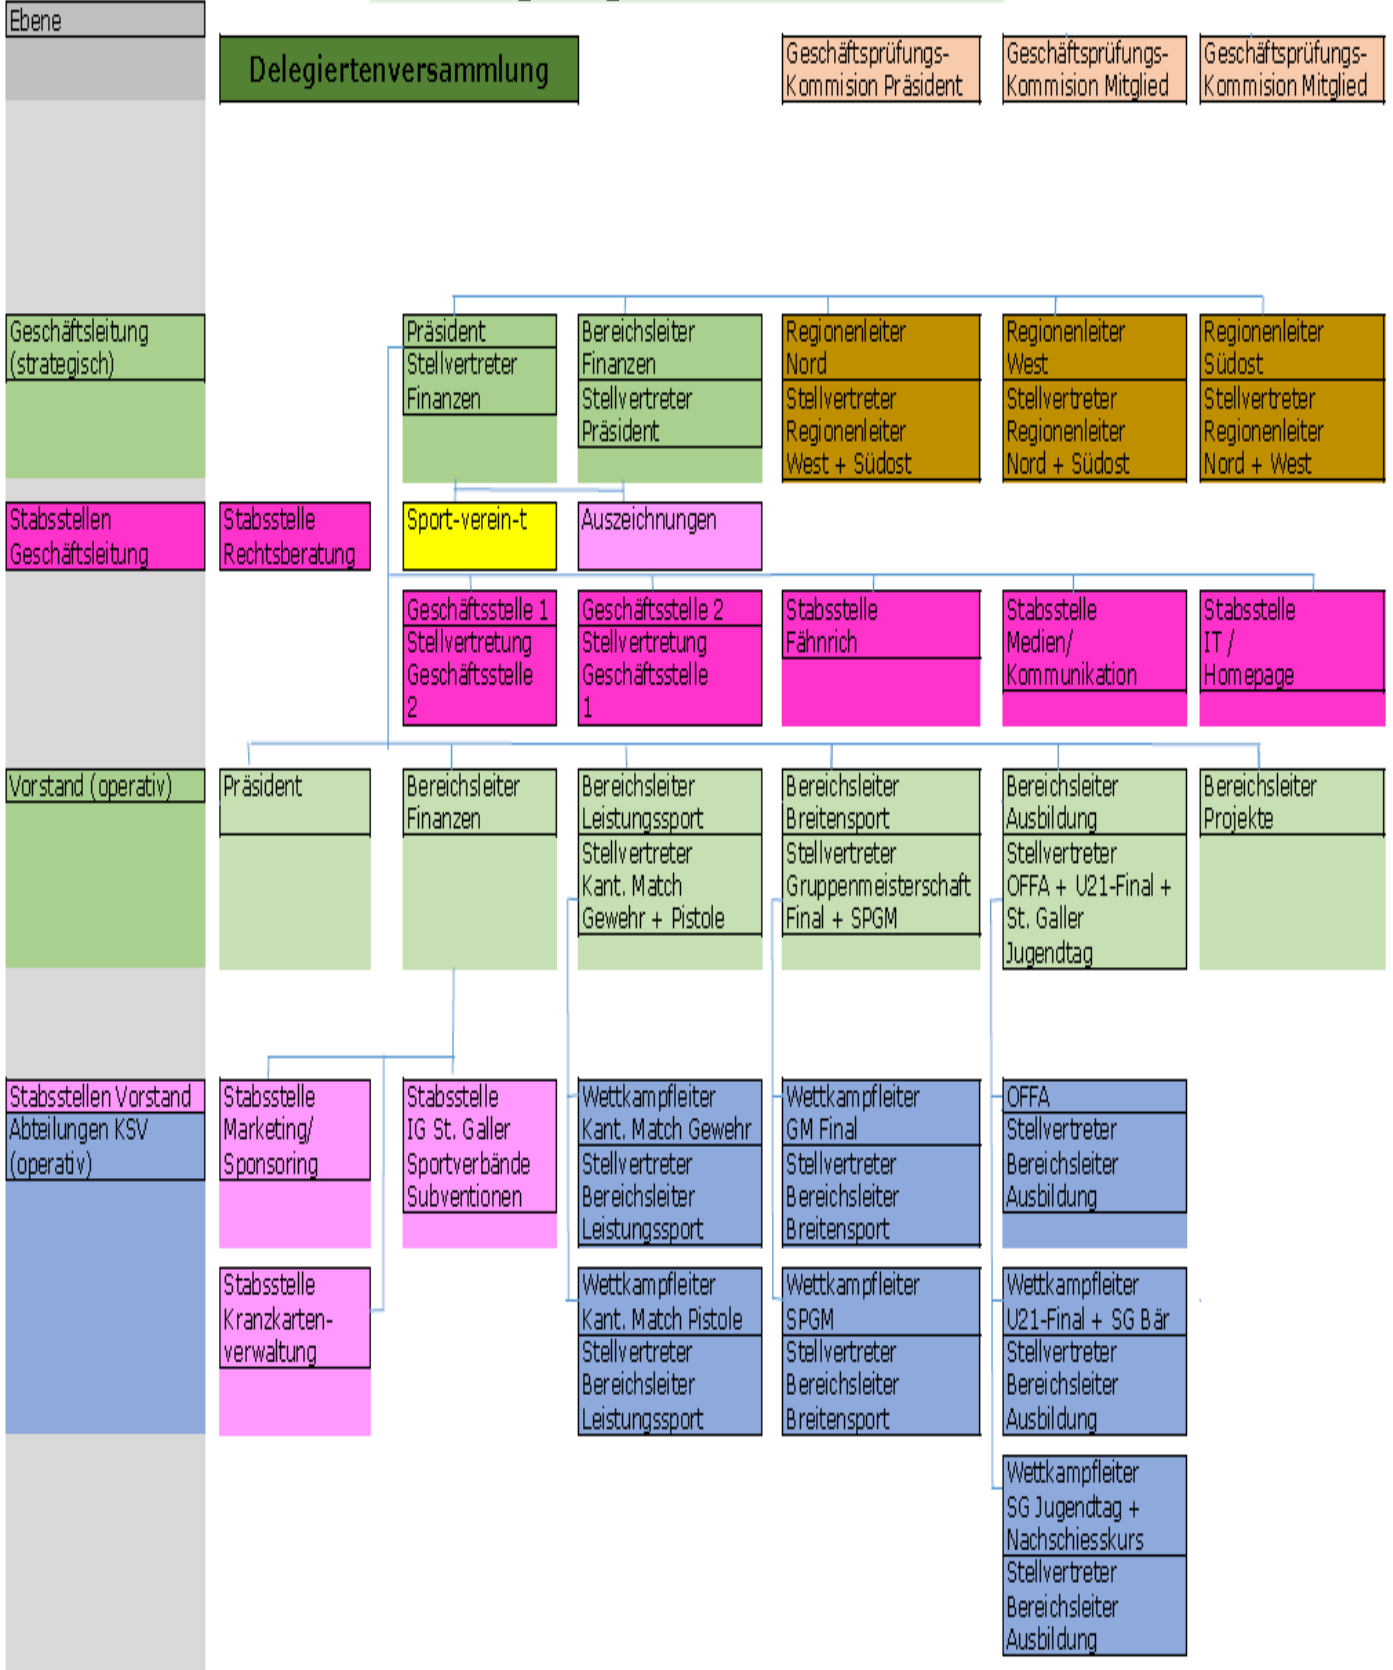 Ebene
Delegiertenversammlung
Geschäftsprüfungs-
Kommision Präsident
Geschäftsprüfungs-
Kommision Mitglied
Geschäftsprüfungs-
Kommision Mitglied
Geschäftsleitung
(strategisch)
Präsident
Stellvertreter
Finanzen
Bereichsleiter
Finanzen
Stellvertreter
Präsident
Regionenleiter
Nord
Stellvertreter
Regionenleiter
West + Südost
Regionenleiter
West
Stellvertreter
Regionenleiter
Nord + Südost
Regionenleiter
Südost
Stellvertreter
Regionenleiter
Nord + West
Stabsstellen
Geschäftsleitung
Stabsstelle
Rechtsberatung
Sport-verein-t
Auszeichnungen
Geschäftsstelle 1
Stellvertretung
Geschäftsstelle
2
Geschäftsstelle 2
Stellvertretung
Geschäftsstelle
1
Stabsstelle
Fähnrich
Stabsstelle
Medien/
Kommunikation
Stabsstelle
IT /
Homepage
Vorstand (operativ)
Präsident
Bereichsleiter
Finanzen
Bereichsleiter
Leistungssport
Stellvertreter
Kant. Match
Gewehr + Pistole
Bereichsleiter
Breitensport
Stellvertreter
Gruppenmeisterschaft
Final + SPGM
Bereichsleiter
Ausbildung
Stellvertreter
OFFA + U21-Final +
St. Galler
Jugendtag
Bereichsleiter
Projekte
Stabsstellen Vorstand
Abteilungen KSV
(operativ)
Stabsstelle
Marketing/
Sponsoring
Stabsstelle
IG St. Galler
Sportverbände
Subventionen
Wettkampfleiter
Kant. Match Gewehr
Stellvertreter
Bereichsleiter
Leistungssport
Wettkampfleiter
GM Final
Stellvertreter
Bereichsleiter
Breitensport
OFFA
Stellvertreter
Bereichsleiter
Ausbildung
Stabsstelle
Kranzkarten-
verwaltung
Wettkampfleiter
Kant. Match Pistole
Stellvertreter
Bereichsleiter
Leistungssport
Wettkampfleiter
SPGM
Stellvertreter
Bereichsleiter
Breitensport
Wettkampfleiter
U21-Final + SG Bär
Stellvertreter
Bereichsleiter
Ausbildung
Wettkampfleiter
SG Jugendtag +
Nachschiesskurs
Stellvertreter
Bereichsleiter
Ausbildung